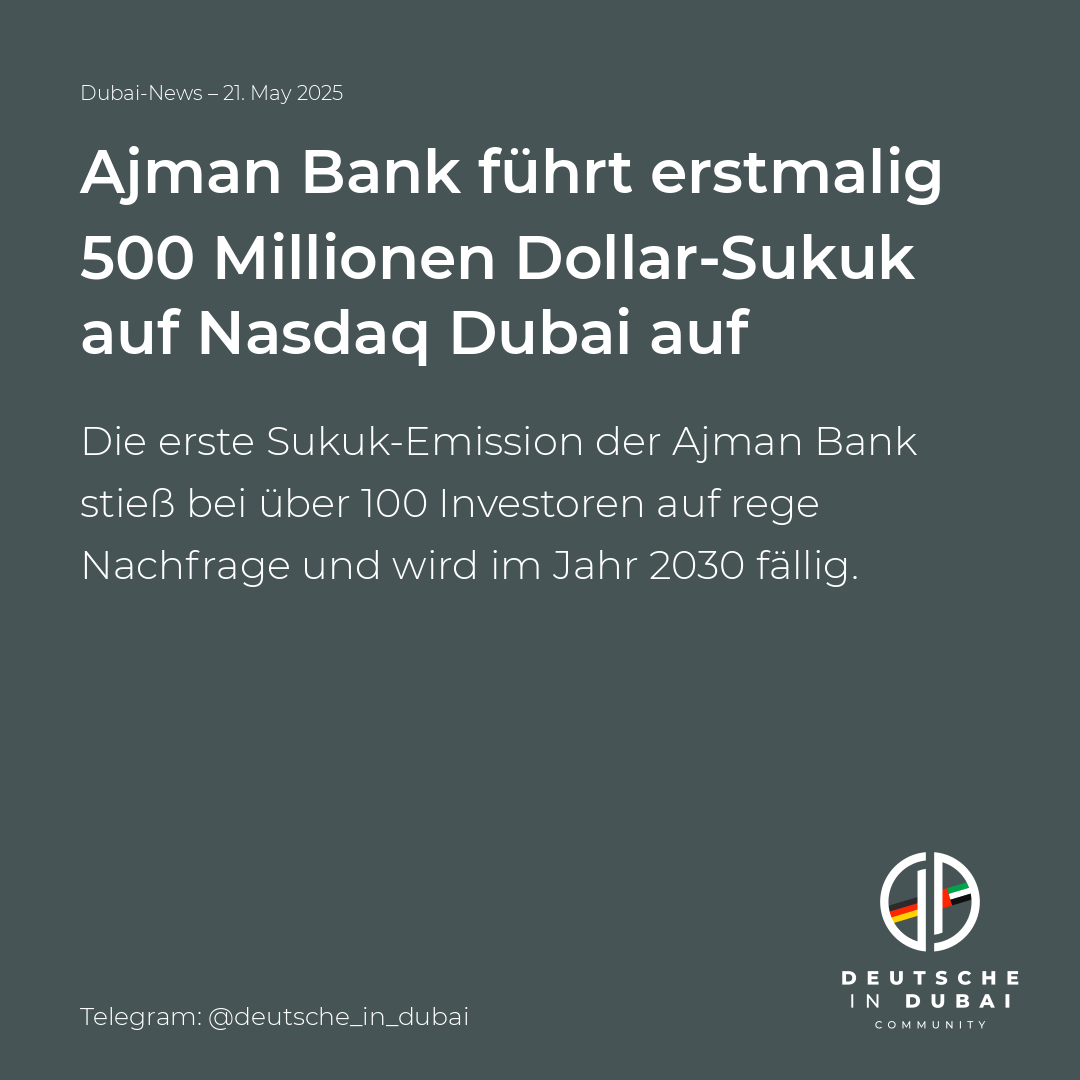 Dubai-News – 21. May 2025
Ajman Bank führt erstmalig
500 Millionen Dollar-Sukuk
auf Nasdaq Dubai auf
Die erste Sukuk-Emission der Ajman Bank
stieß bei über 100 Investoren auf rege
Nachfrage und wird im Jahr 2030 fällig.
DEUTSCHE
IN DUBAI
COMMUNITY
Telegram: @deutsche_in_dubai